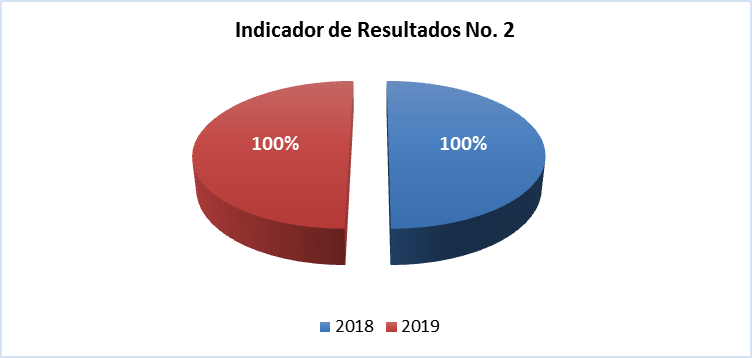 Indicador de Resultados No. 2
100% 100%
2018 2019